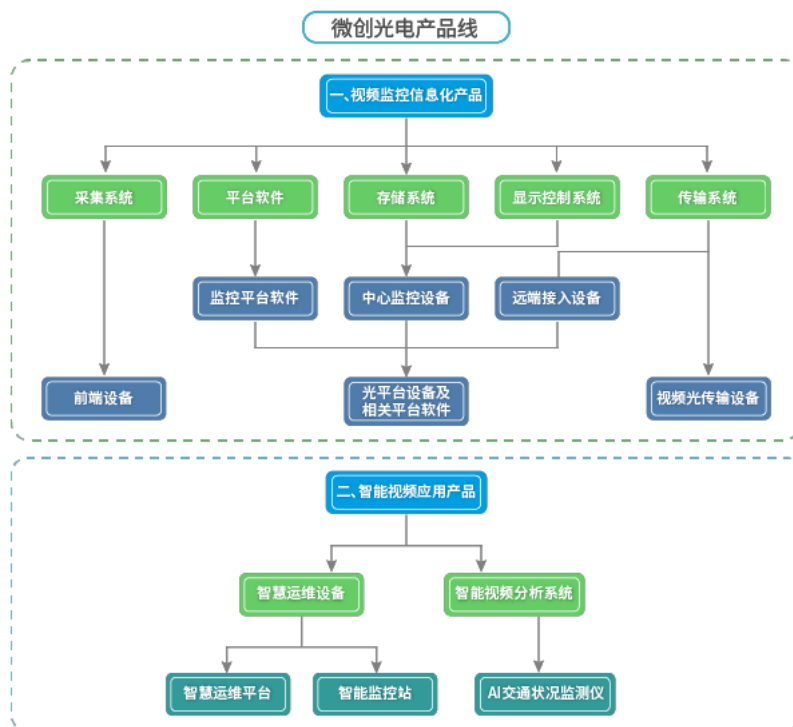 微创光电产品线
一、视频监控信息化产品
采集系统
平台软件
存储系统
显示控制系统
传输系统
监控平台软件
中心监控设备
远端接入设备
前端设备
光平台设备及
相关平台软件
视频光传输设备
二、智能视频应用产品
智慧运维设备
智能视频分析系统
智慧运维平台
智能监控站
AI交通状况监测仪